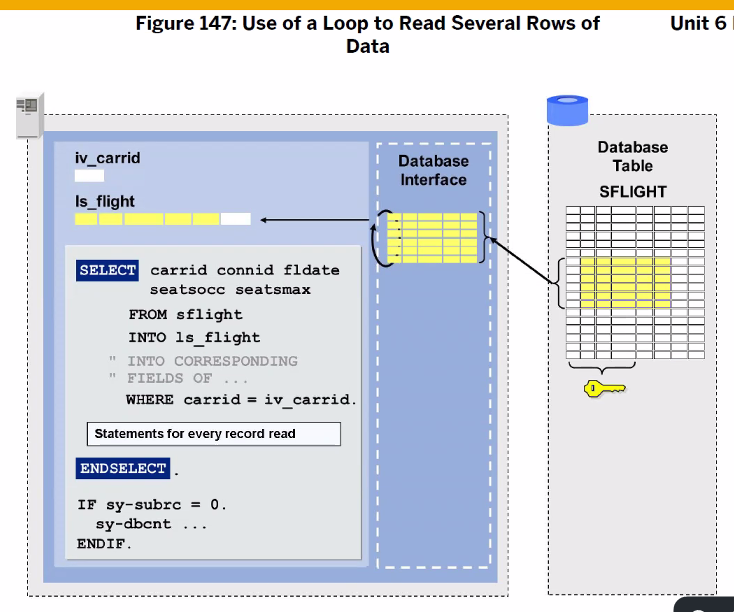 Figure 147: Use of a Loop to Read Several Rows of
Data
Unit 6
iv_carrid
ls_flight
Database
Interface
Database
Table
SFLIGHT
SELECT carrid connid fldate
seatsocc seatsmax
FROM sflight
INTO ls_flight
" INTO CORRESPONDING
" FIELDS OF ...
WHERE carrid = iv_carrid.
Statements for every record read
ENDSELECT .
IF sy-subrc = 0.
sy-dbcnt ...
ENDIF.